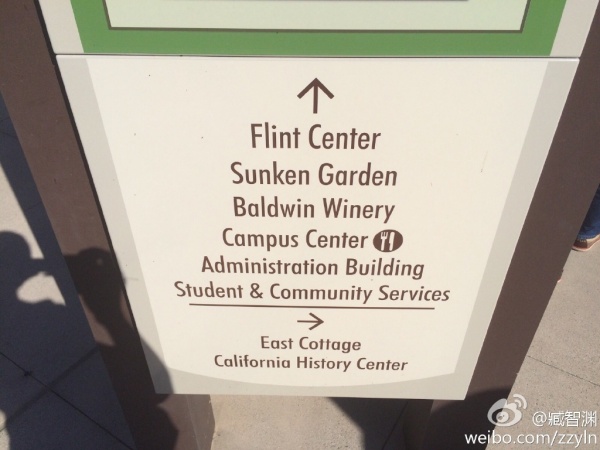 ↑
Flint Center
Sunken Garden
Baldwin Winery
Campus Center
Administration Building
Student & Community Services
→
East Cottage
California History Center
@臧智渊
weibo.com/zzyln